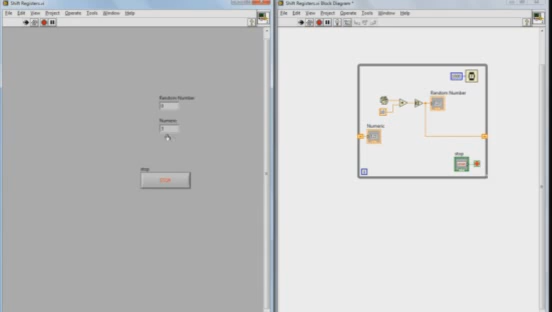 Shift Registers.vi
File Edit View Project Operate Tools Window Help
Random Number
8
Numeric
stop
STOP
Shift Registers.vi Block Diagram *
File Edit View Project Operate Tools Window Help
Random Number
Numeric
stop
i